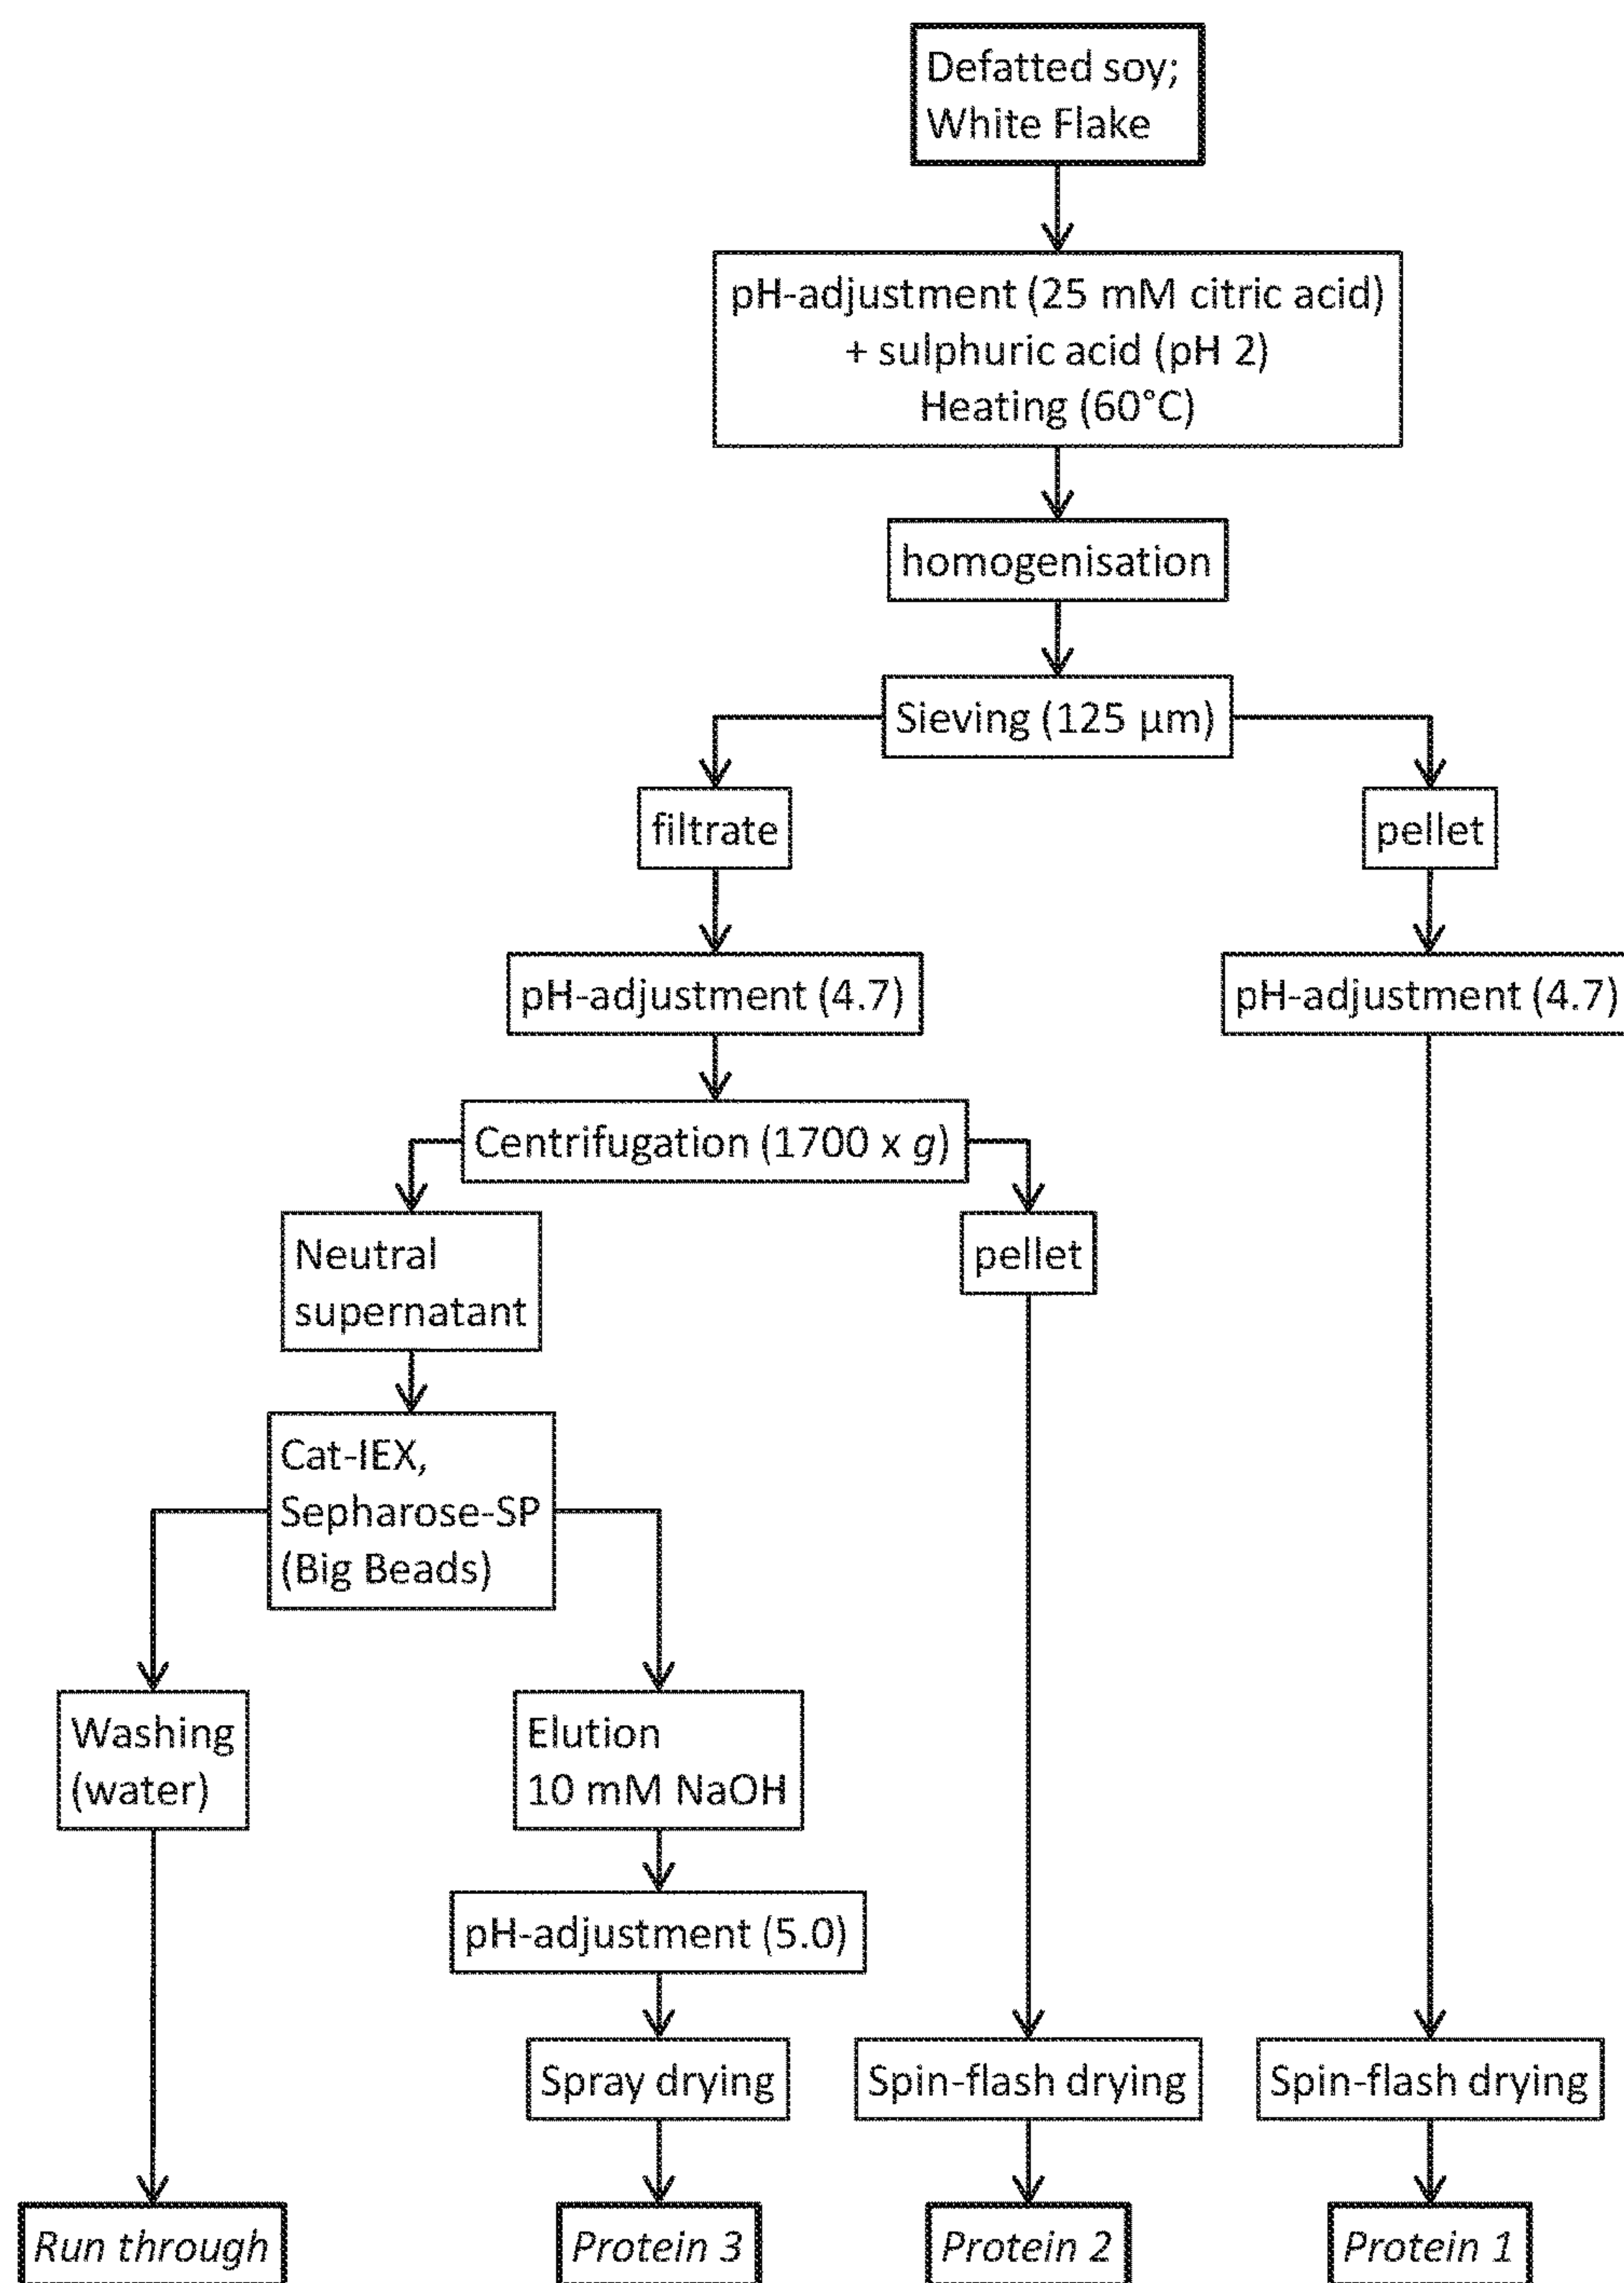 Defatted soy;
White Flake
pH-adjustment (25 mM citric acid)
+ sulphuric acid (pH 2)
Heating (60°C)
homogenisation
Sieving (125 µm)
filtrate
pellet
pH-adjustment (4.7)
pH-adjustment (4.7)
Centrifugation (1700 x g)
Neutral
supernatant
pellet
Cat-IEX,
Sepharose-SP
(Big Beads)
Washing
(water)
Elution
10 mM NaOH
pH-adjustment (5.0)
Spray drying
Spin-flash drying
Spin-flash drying
Run through
Protein 3
Protein 2
Protein 1